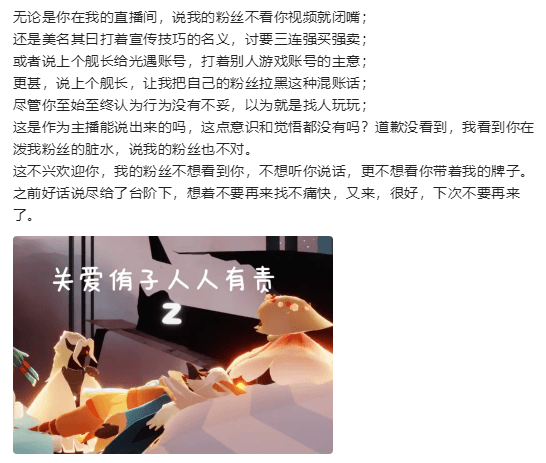 无论是你在我的直播间，说我的粉丝不看你视频就闭嘴；
还是美名其曰打着宣传技巧的名义，讨要三连强买强卖；
或者说上个舰长给光遇账号，打着别人游戏账号的主意；
更甚，说上个舰长，让我把自己的粉丝拉黑这种混账话；
尽管你至始至终认为行为没有不妥，以为就是找人玩玩；
这是作为主播能说出来的吗，这点意识和觉悟都没有吗？道歉没看到，我看到你在
泼我粉丝的脏水，说我的粉丝也不对。
这不兴欢迎你，我的粉丝不想看到你，不想听你说话，更不想看你带着我的牌子。
之前好话说尽给了台阶下，想着不要再来找不痛快，又来，很好，下次不要再来
了。
关爱侑子人人有责
z